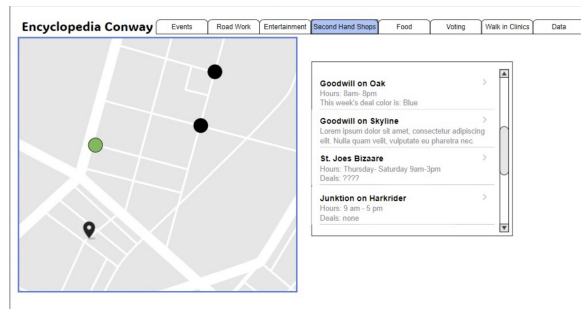 Encyclopedia Conway
Events
Road Work
Entertainment
Second Hand Shops
Food
Voting
Walk in Clinics
Data
Goodwill on Oak
Hours: 8am- 8pm
This week's deal color is: Blue
Goodwill on Skyline
Lorem ipsum dolor sit amet, consectetur adipiscing
elit. Nulla quam velit, vulputate eu pharetra nec
St. Joes Bizaare
Hours: Thursday- Saturday 9am-3pm
Deals: ????
Junktion on Harkrider
Hours: 9 am - 5 pm
Deals: none